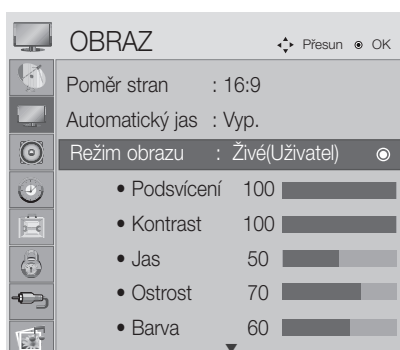 OBRAZ Přesun OK
Poměr stran : 16:9
Automatický jas : Vyp.
Režim obrazu : Živé(Uživatel)
• Podsvícení 100
• Kontrast 100
• Jas 50
• Ostrost 70
• Barva 60